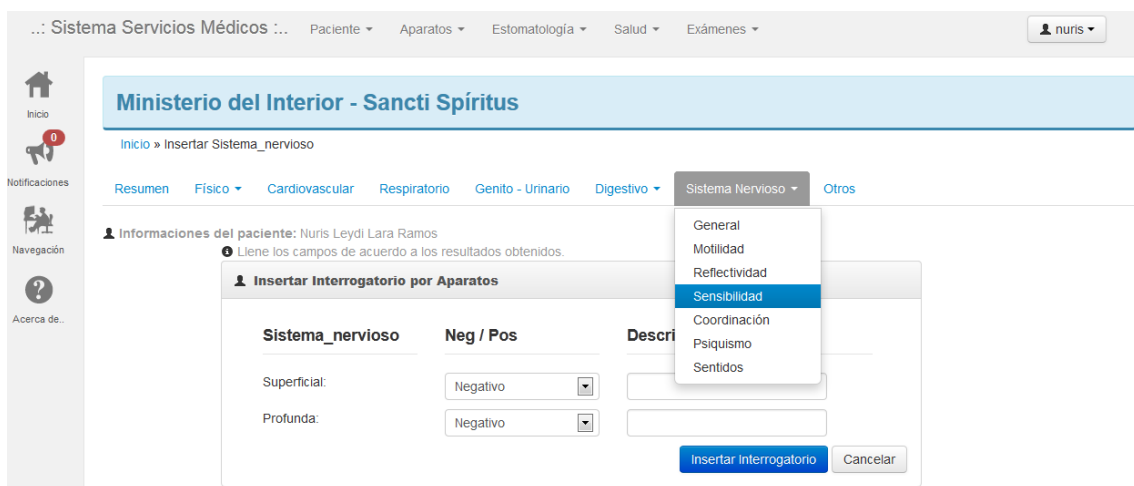 ..: Sistema Servicios Médicos :... Paciente Aparatos Estomatología Salud Exámenes nuris
Inicio
0
Notificaciones
Navegación
Acerca de..
Ministerio del Interior - Sancti Spíritus
Inicio » Insertar Sistema_nervioso
Resumen Físico Cardiovascular Respiratorio Genito - Urinario Digestivo Sistema Nervioso Otros
General
Motilidad
Reflectividad
Sensibilidad
Coordinación
Psiquismo
Sentidos
Informaciones del paciente: Nuris Leydi Lara Ramos
Llene los campos de acuerdo a los resultados obtenidos.
Insertar Interrogatorio por Aparatos
Sistema_nervioso Neg / Pos Descri
Superficial: Negativo
Profunda: Negativo
Insertar Interrogatorio Cancelar